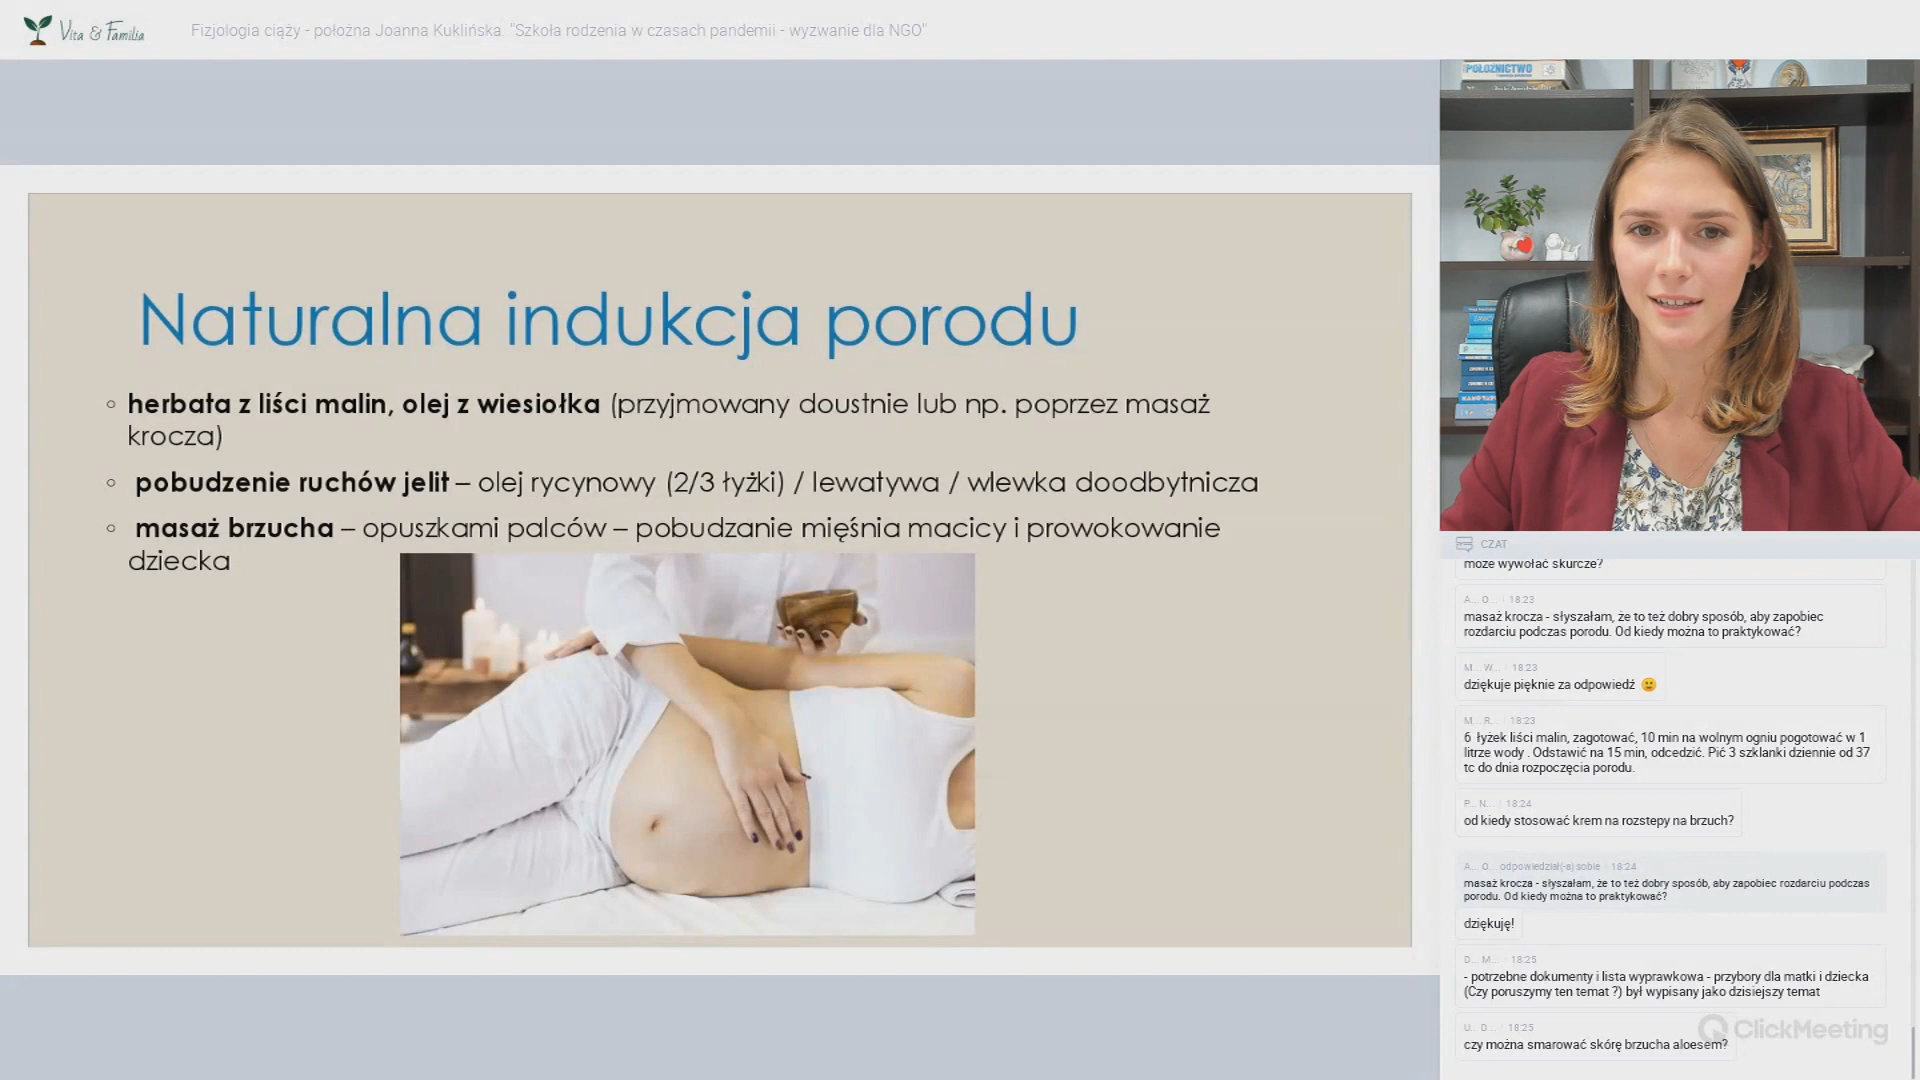 Vita & Familia
Fizjologia ciąży - położna Joanna Kuklińska. "Szkoła rodzenia w czasach pandemii - wyzwanie dla NGO"
POŁOŻNICTWO
Naturalna indukcja porodu
◦ herbata z liści malin, olej z wiesiołka (przyjmowany doustnie lub np. poprzez masaż
krocza)
◦ pobudzenie ruchów jelit – olej rycynowy (2/3 łyżki) / lewatywa / wlewka doodbytnicza
◦ masaż brzucha – opuszkami palców – pobudzanie mięśnia macicy i prowokowanie
dziecka
CZAT
może wywołać skurcze?
A... O... | 18:23
masaż krocza - słyszałam, że to też dobry sposób, aby zapobiec
rozdarciu podczas porodu. Od kiedy można to praktykować?
M... W... | 18:23
dziękuje pięknie za odpowiedź 🙂
M... R... | 18:23
6 łyżek liści malin, zagotować, 10 min na wolnym ogniu pogotować w 1
litrze wody . Odstawić na 15 min, odcedzić. Pić 3 szklanki dziennie od 37
tc do dnia rozpoczęcia porodu.
P... N... | 18:24
od kiedy stosować krem na rozstepy na brzuch?
A... O... odpowiedział(-a) sobie | 18:24
masaż krocza - słyszałam, że to też dobry sposób, aby zapobiec rozdarciu podczas
porodu. Od kiedy można to praktykować?
dziękuję!
D... M... | 18:25
- potrzebne dokumenty i lista wyprawkowa - przybory dla matki i dziecka
(Czy poruszymy ten temat ?) był wypisany jako dzisiejszy temat
U... D... | 18:25
czy można smarować skórę brzucha aloesem?
ClickMeeting